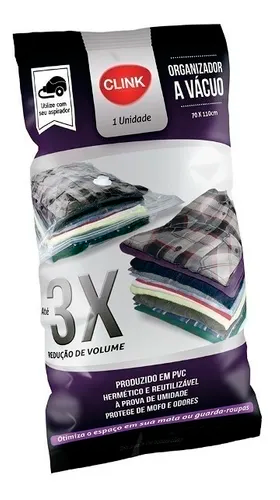 CLINK
1 Unidade
Utilize com
seu aspirador
ORGANIZADOR
A VÁCUO
70 X 110cm
Até
3X
REDUÇÃO DE VOLUME
PRODUZIDO EM PVC
HERMÉTICO E REUTILIZÁVEL
À PROVA DE UMIDADE
PROTEGE DE MOFO E ODORES
Otimiza o espaço em sua mala ou guarda-roupas